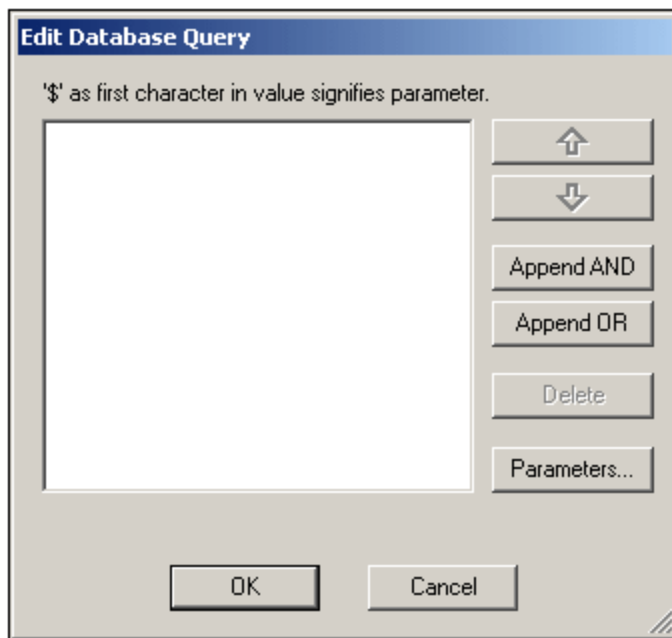 Edit Database Query
'$' as first character in value signifies parameter.
Append AND
Append OR
Delete
Parameters...
OK
Cancel